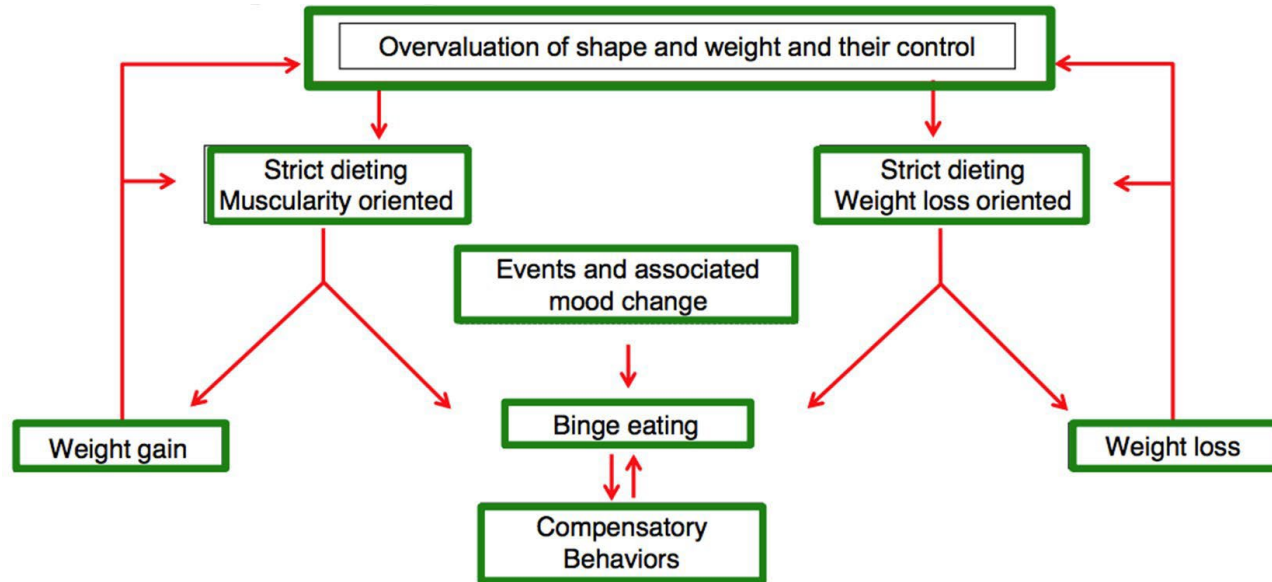 Overvaluation of shape and weight and their control
Strict dieting
Muscularity oriented
Strict dieting
Weight loss oriented
Events and associated
mood change
Weight gain
Binge eating
Weight loss
Compensatory
Behaviors